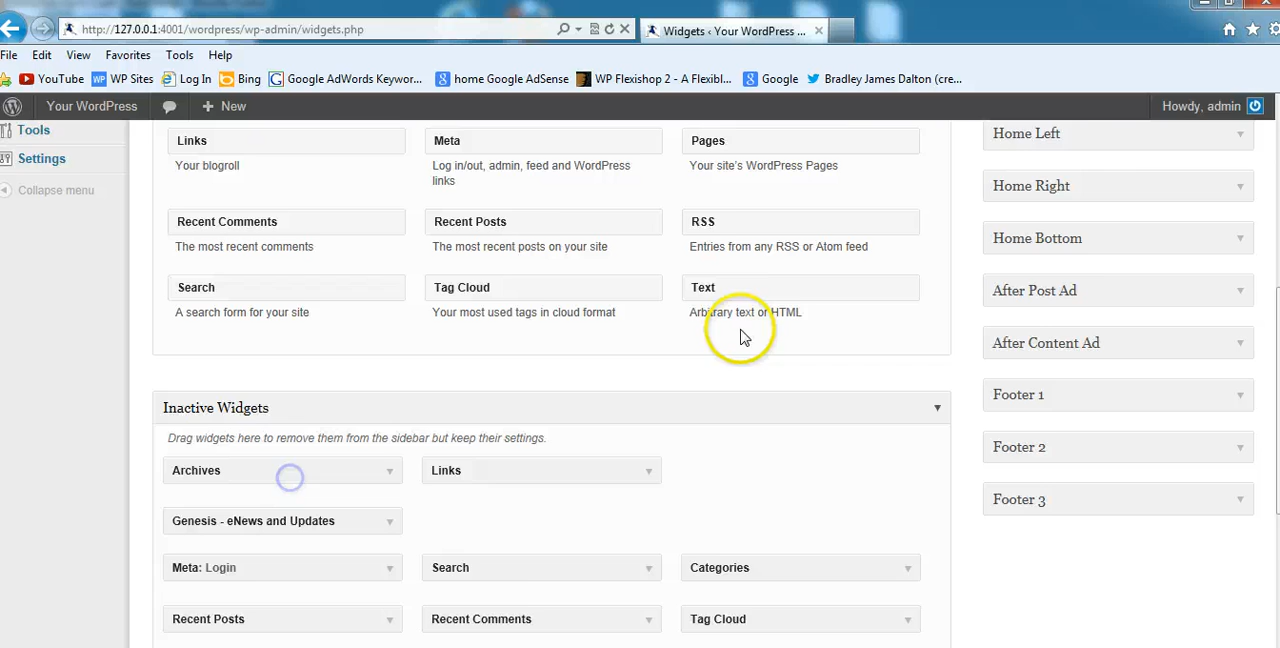 http://127.0.0.1:4001/wordpress/wp-admin/widgets.php
Widgets ‹ Your WordPress ...
File Edit View Favorites Tools Help
YouTube WP Sites Log In Bing Google AdWords Keywor... home Google AdSense WP Flexishop 2 - A Flexibl... Google Bradley James Dalton (cre...
Your WordPress New Howdy, admin
Tools
Settings
Collapse menu
Links Meta Pages
Your blogroll Log in/out, admin, feed and WordPress links Your site's WordPress Pages
Recent Comments Recent Posts RSS
The most recent comments The most recent posts on your site Entries from any RSS or Atom feed
Search Tag Cloud Text
A search form for your site Your most used tags in cloud format Arbitrary text or HTML
Inactive Widgets
Drag widgets here to remove them from the sidebar but keep their settings.
Archives Links
Genesis - eNews and Updates
Meta: Login Search Categories
Recent Posts Recent Comments Tag Cloud
Home Left
Home Right
Home Bottom
After Post Ad
After Content Ad
Footer 1
Footer 2
Footer 3